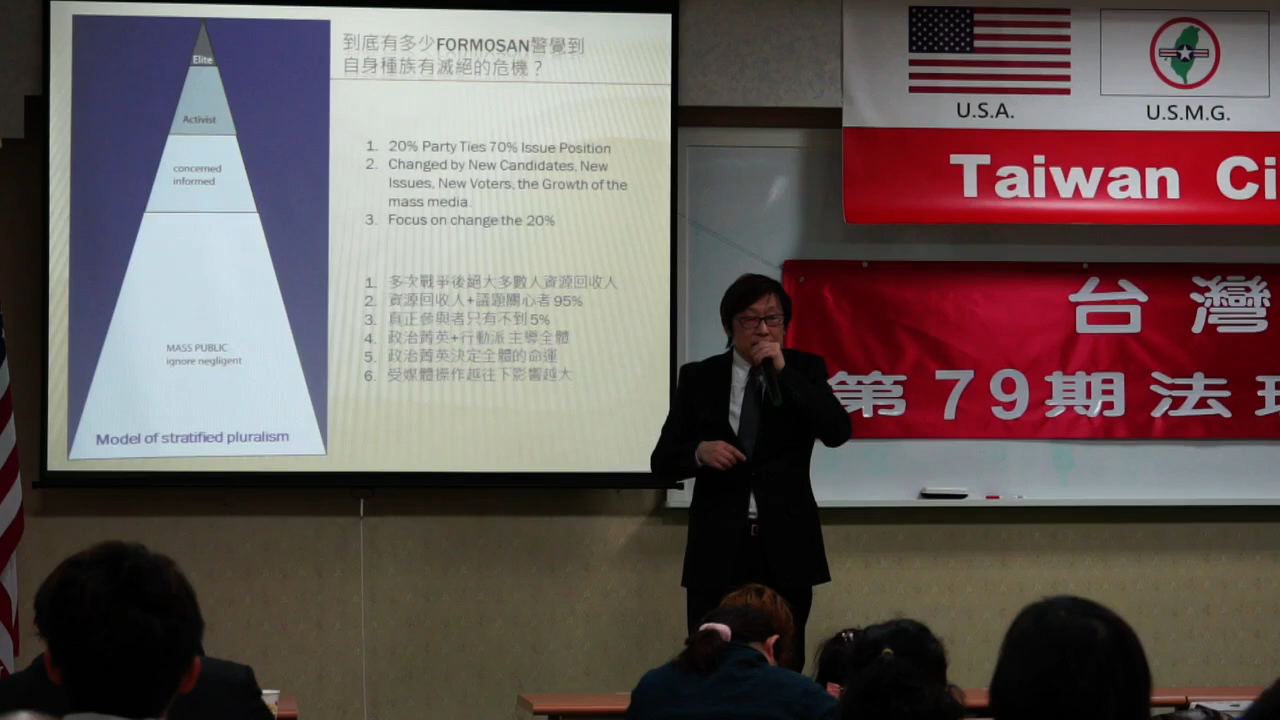 Elite
Activist
concerned
informed
MASS PUBLIC
ignore negligent
Model of stratified pluralism
到底有多少FORMOSAN警覺到
自身種族有滅絕的危機？
1. 20% Party Ties 70% Issue Position
2. Changed by New Candidates, New
Issues, New Voters, the Growth of the
mass media.
3. Focus on change the 20%
1. 多次戰爭後絕大多數人資源回收人
2. 資源回收人+議題關心者95%
3. 真正參與者只有不到5%
4. 政治菁英+行動派主導全體
5. 政治菁英決定全體的命運
6. 受媒體操作越往下影響越大
U.S.A.
U.S.M.G.
Taiwan Ci
台灣
第79期法